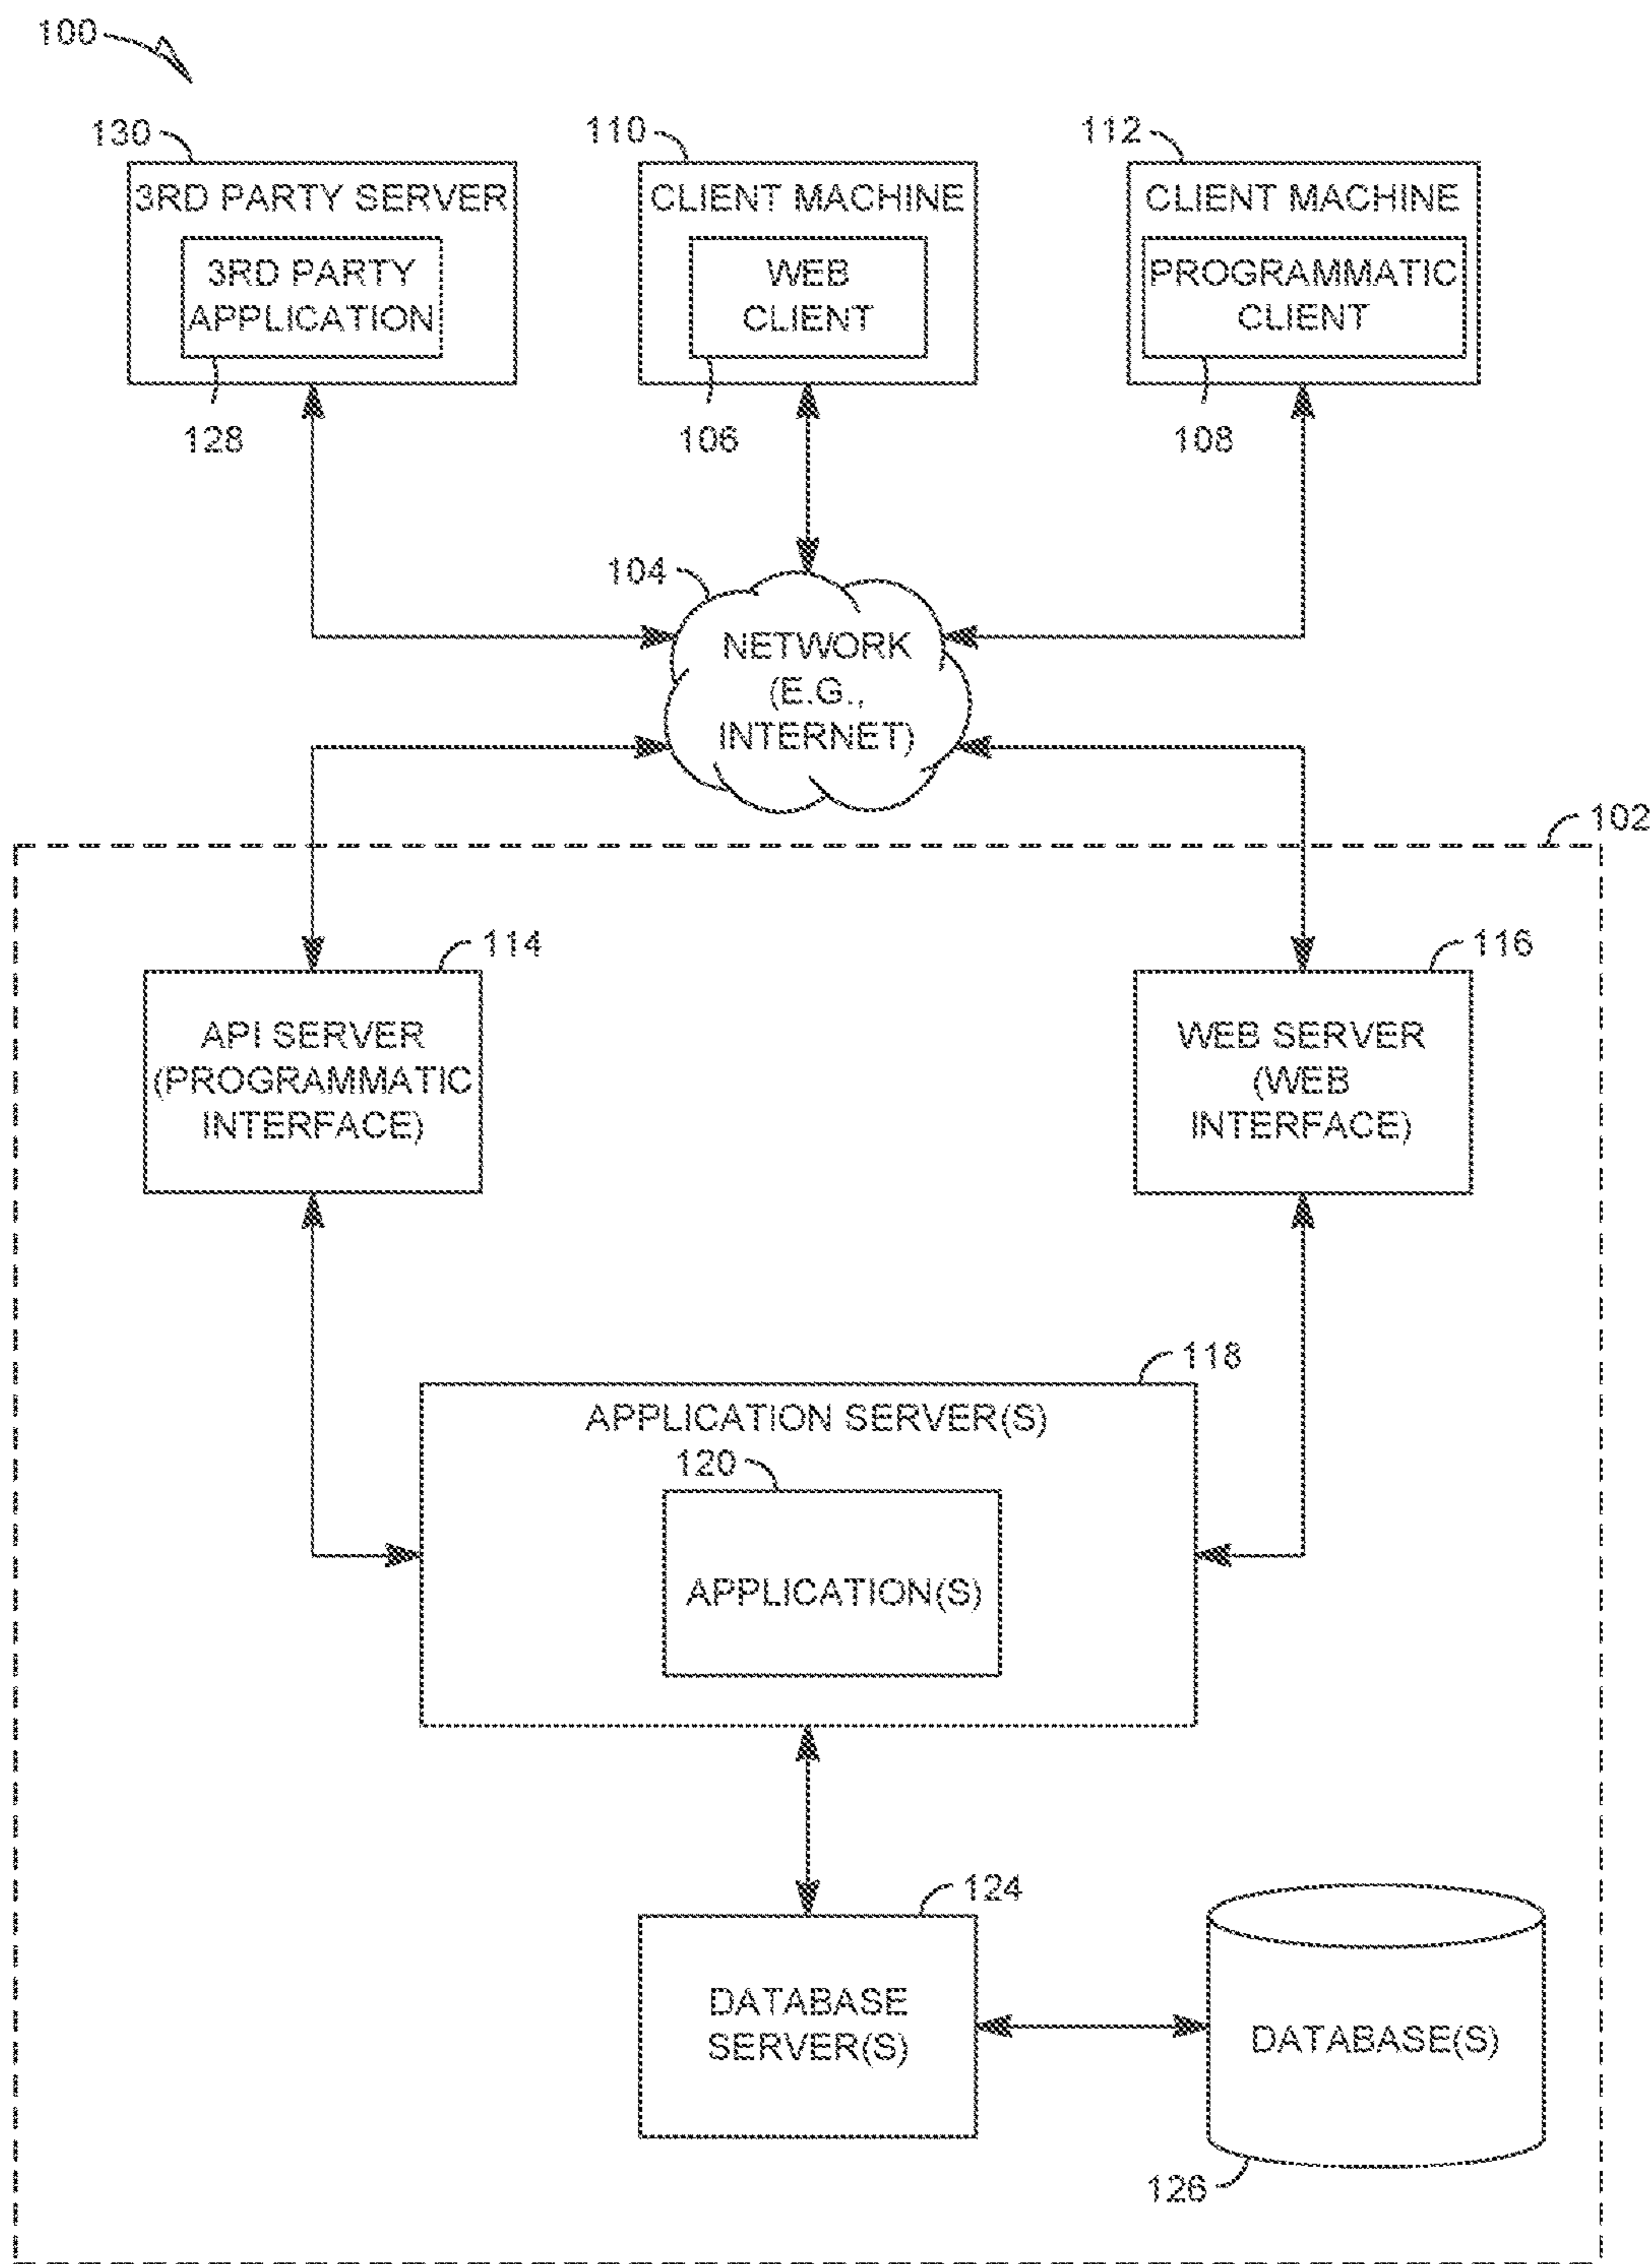 100
130
3RD PARTY SERVER
3RD PARTY
APPLICATION
128
110
CLIENT MACHINE
WEB
CLIENT
106
112
CLIENT MACHINE
PROGRAMMATIC
CLIENT
108
104
NETWORK
(E.G.,
INTERNET)
102
114
API SERVER
(PROGRAMMATIC
INTERFACE)
116
WEB SERVER
(WEB
INTERFACE)
118
APPLICATION SERVER(S)
120
APPLICATION(S)
124
DATABASE
SERVER(S)
DATABASE(S)
126